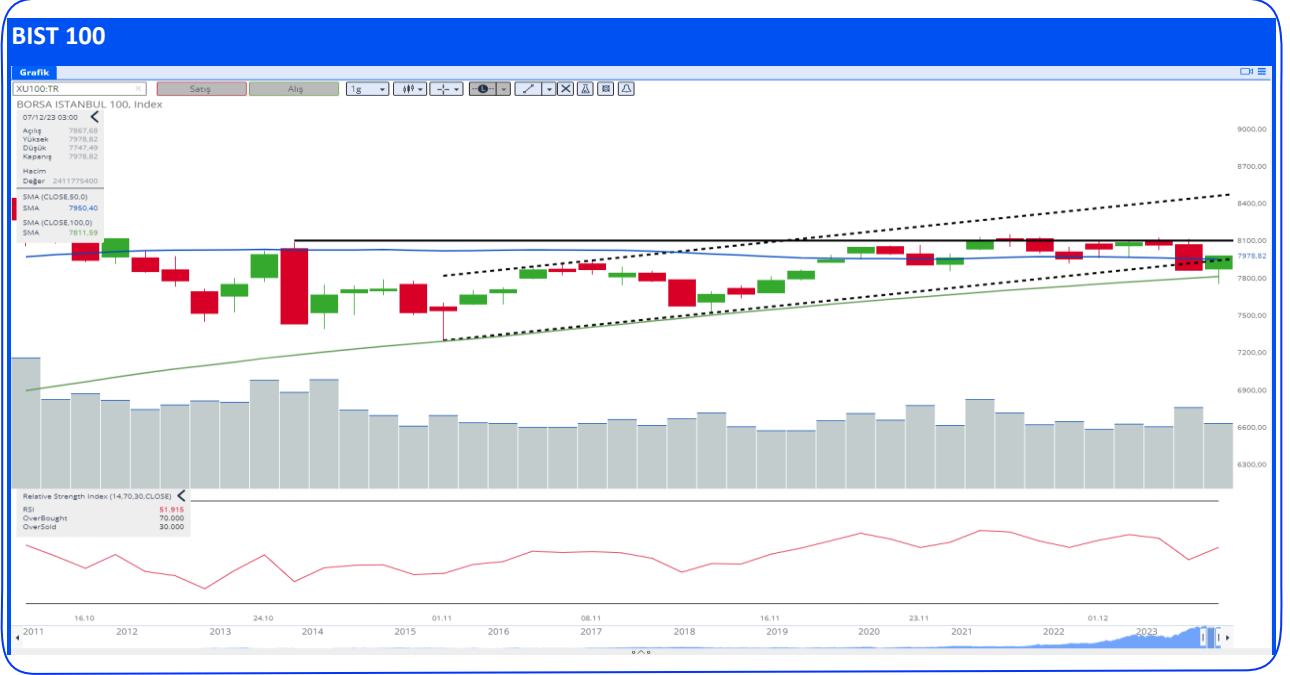 BIST 100
Grafik
XU100:TR
Satış
Alış
1g
BORSA ISTANBUL 100, Index
07/12/23 03:00
Açılış 7867,68
Yüksek 7978,82
Düşük 7747,49
Kapanış 7978,82
Hacim
Değer 2411775400
SMA (CLOSE,50,0)
SMA 7950,40
SMA (CLOSE,100,0)
SMA 7811,59
9000,00
8700,00
8400,00
8100,00
7978,82
7800,00
7500,00
7200,00
6900,00
6600,00
6300,00
Relative Strength Index (14,70,30,CLOSE)
RSI 51.915
OverBought 70.000
OverSold 30.000
16.10 24.10 01.11 08.11 16.11 23.11 01.12
2011 2012 2013 2014 2015 2016 2017 2018 2019 2020 2021 2022 2023